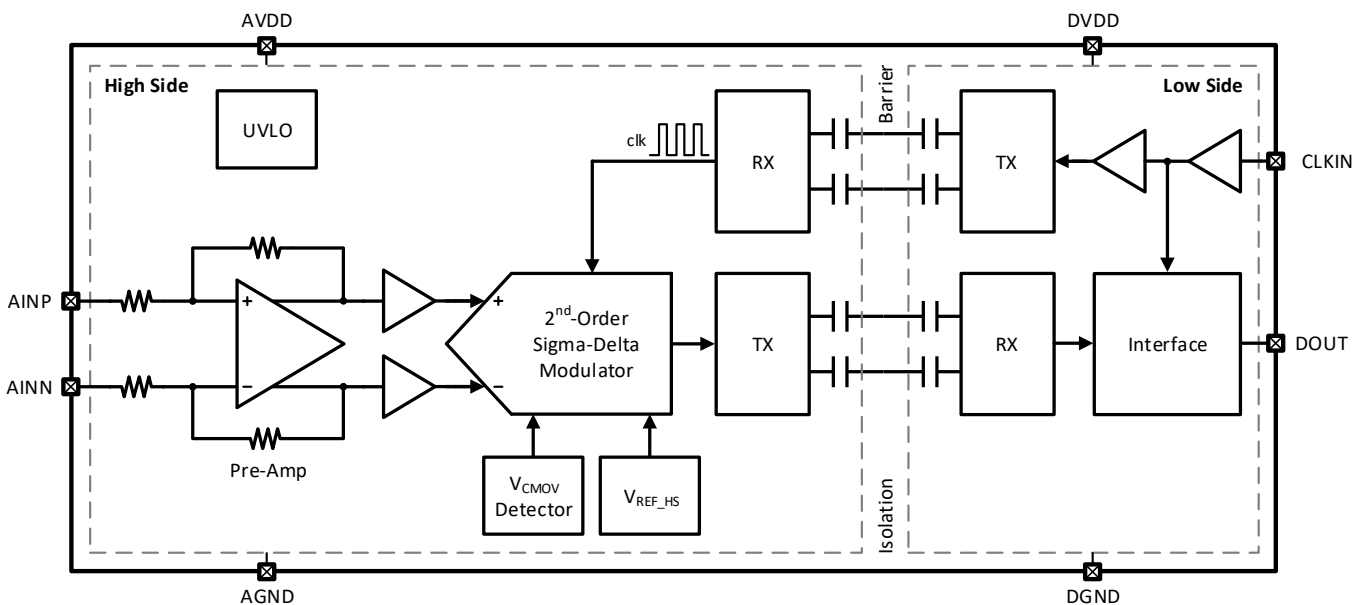 AVDD
DVDD
High Side
Barrier
Low Side
UVLO
clk
RX
TX
CLKIN
AINP
+
+
2nd-Order
Sigma-Delta
Modulator
TX
RX
Interface
DOUT
AINN
−
−
Pre-Amp
VCMOV
Detector
VREF_HS
Isolation
AGND
DGND